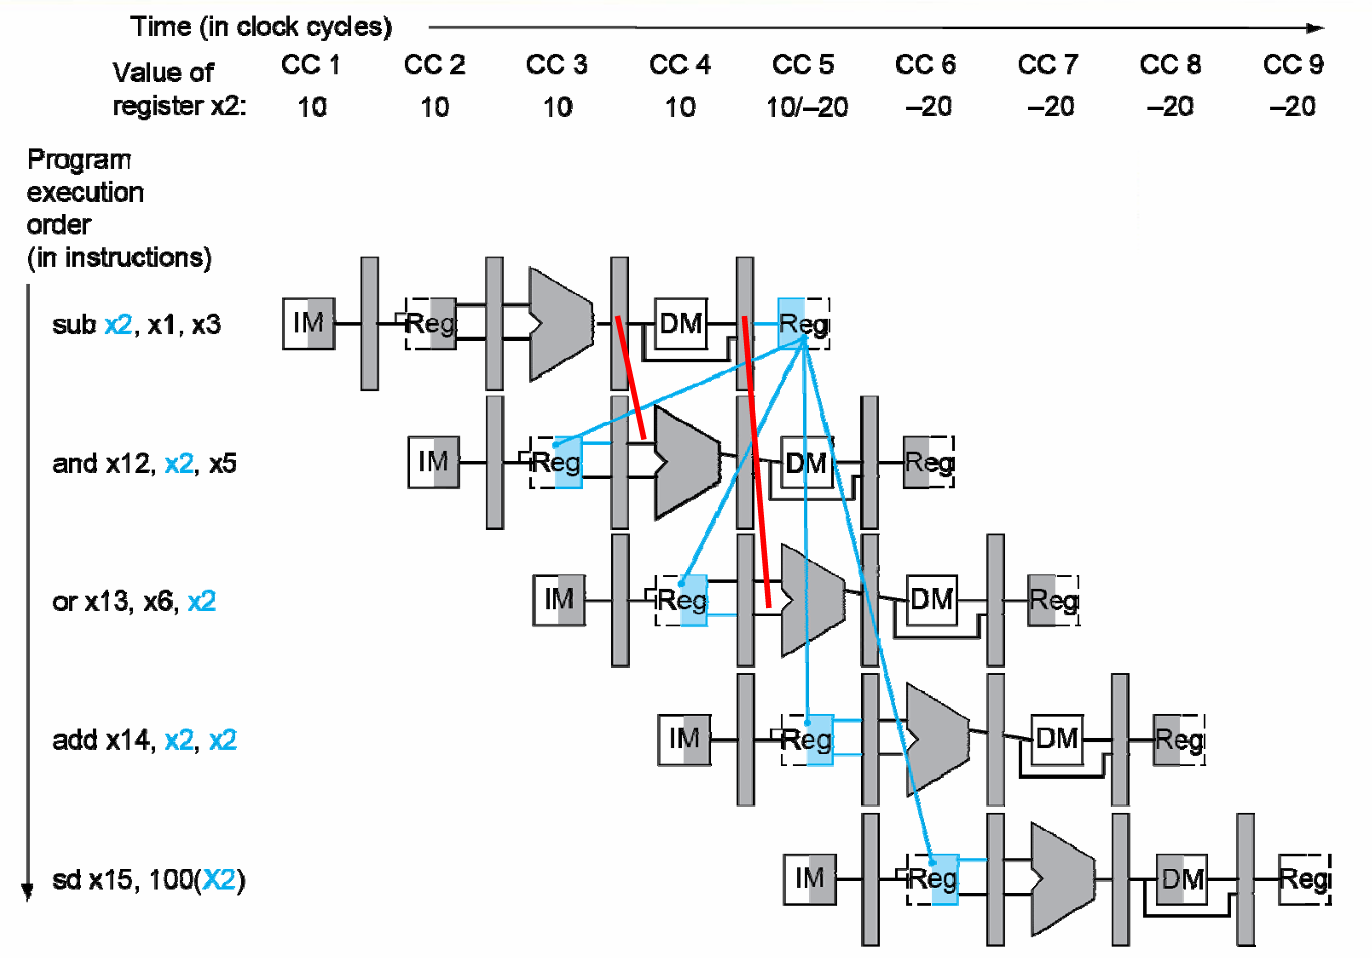 Time (in clock cycles)
Value of register x2:
CC 1 CC 2 CC 3 CC 4 CC 5 CC 6 CC 7 CC 8 CC 9
10 10 10 10 10/–20 –20 –20 –20 –20
Program
execution
order
(in instructions)
sub x2, x1, x3
IM Reg DM Reg
and x12, x2, x5
IM Reg DM Reg
or x13, x6, x2
IM Reg DM Reg
add x14, x2, x2
IM Reg DM Reg
sd x15, 100(X2)
IM Reg DM Reg